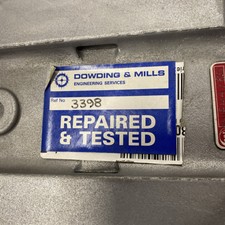 DOWDING & MILLS
ENGINEERING SERVICES
Ref No. 3398
REPAIRED
& TESTED